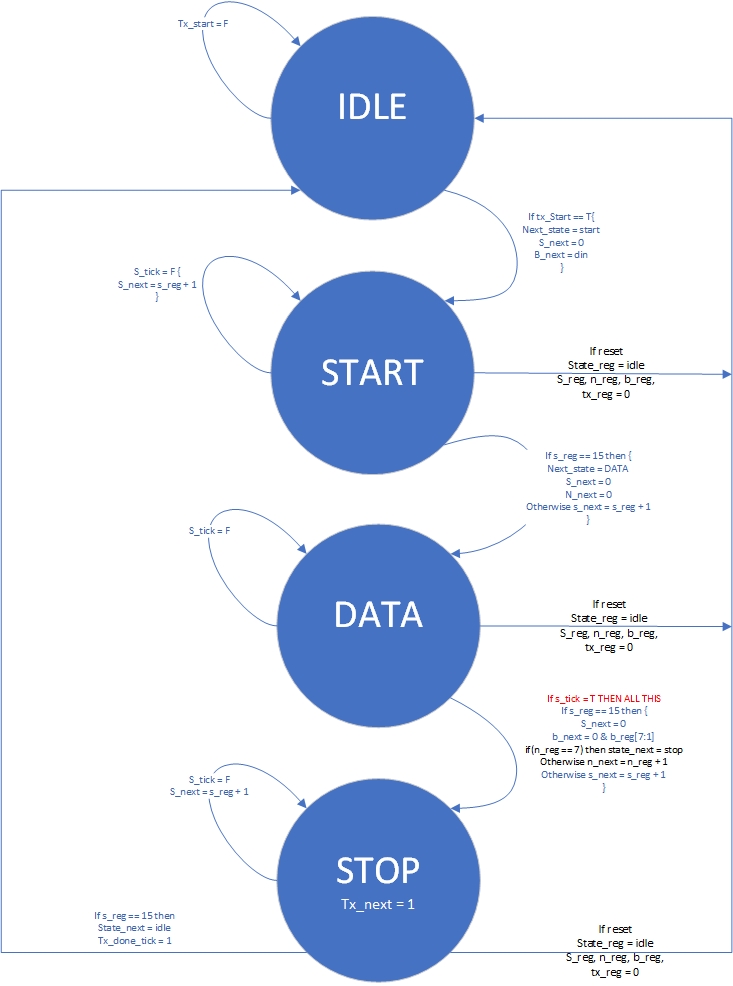 Tx_start = F
IDLE
If tx_Start == T{
Next_state = start
S_next = 0
B_next = din
}
S_tick = F {
S_next = s_reg + 1
}
START
If reset
State_reg = idle
S_reg, n_reg, b_reg,
tx_reg = 0
If s_reg == 15 then {
Next_state = DATA
S_next = 0
N_next = 0
Otherwise s_next = s_reg + 1
}
S_tick = F
DATA
If reset
State_reg = idle
S_reg, n_reg, b_reg,
tx_reg = 0
If s_tick = T THEN ALL THIS
If s_reg == 15 then {
S_next = 0
b_next = 0 & b_reg[7:1]
if(n_reg == 7) then state_next = stop
Otherwise n_next = n_reg + 1
Otherwise s_next = s_reg + 1
}
S_tick = F
S_next = s_reg + 1
STOP
Tx_next = 1
If s_reg == 15 then
State_next = idle
Tx_done_tick = 1
If reset
State_reg = idle
S_reg, n_reg, b_reg,
tx_reg = 0